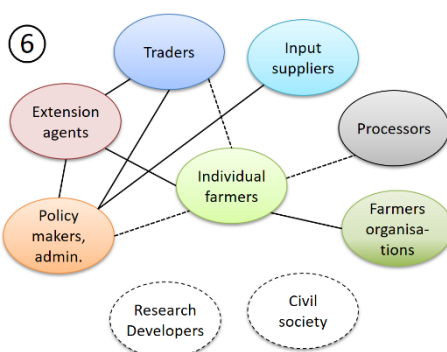 6
Traders
Input
suppliers
Extension
agents
Processors
Individual
farmers
Policy
makers,
admin.
Farmers
organisa-
tions
Research
Developers
Civil
society